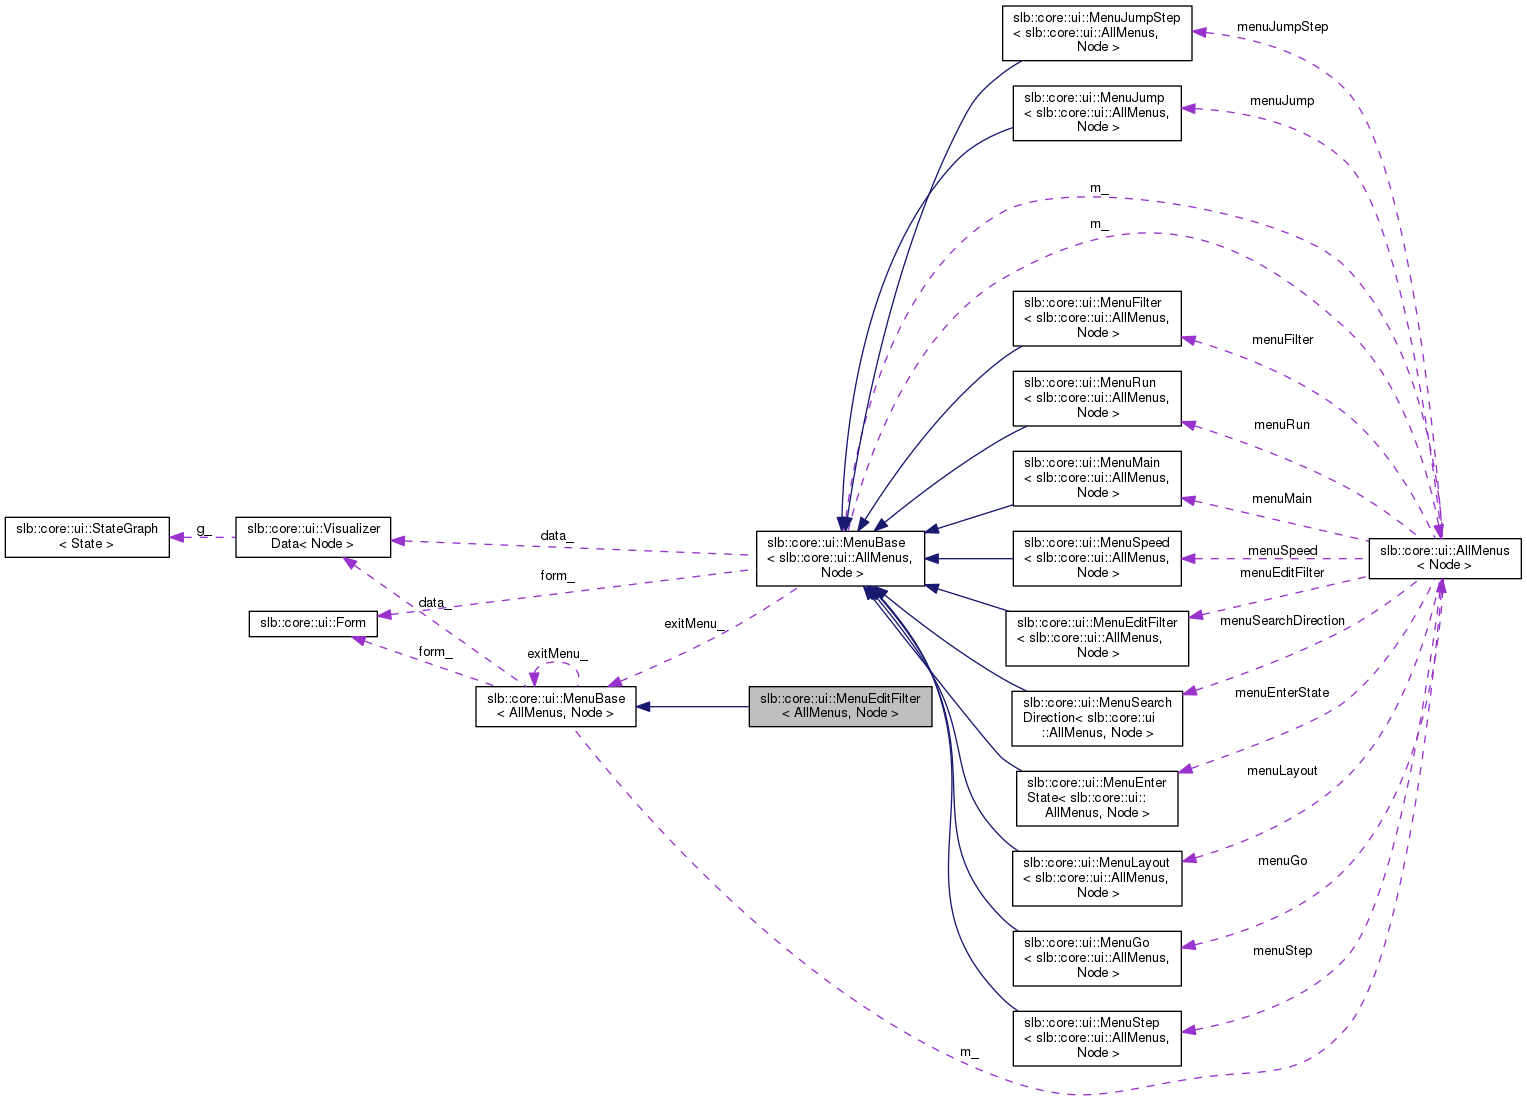 slb::core::ui::MenuJumpStep
< slb::core::ui::AllMenus,
Node >
menuJumpStep
slb::core::ui::MenuJump
< slb::core::ui::AllMenus,
Node >
menuJump
m_
m_
slb::core::ui::MenuFilter
< slb::core::ui::AllMenus,
Node >
menuFilter
slb::core::ui::MenuRun
< slb::core::ui::AllMenus,
Node >
menuRun
slb::core::ui::MenuMain
< slb::core::ui::AllMenus,
Node >
menuMain
slb::core::ui::StateGraph
< State >
g_
slb::core::ui::Visualizer
Data< Node >
data_
slb::core::ui::MenuBase
< slb::core::ui::AllMenus,
Node >
slb::core::ui::MenuSpeed
< slb::core::ui::AllMenus,
Node >
menuSpeed
slb::core::ui::AllMenus
< Node >
form_
menuEditFilter
slb::core::ui::Form
data_
form_
exitMenu_
exitMenu_
slb::core::ui::MenuEditFilter
< slb::core::ui::AllMenus,
Node >
menuSearchDirection
slb::core::ui::MenuBase
< AllMenus, Node >
slb::core::ui::MenuEditFilter
< AllMenus, Node >
slb::core::ui::MenuSearch
Direction< slb::core::ui
::AllMenus, Node >
menuEnterState
slb::core::ui::MenuEnter
State< slb::core::ui::
AllMenus, Node >
menuLayout
slb::core::ui::MenuLayout
< slb::core::ui::AllMenus,
Node >
menuGo
slb::core::ui::MenuGo
< slb::core::ui::AllMenus,
Node >
menuStep
slb::core::ui::MenuStep
< slb::core::ui::AllMenus,
Node >
m_